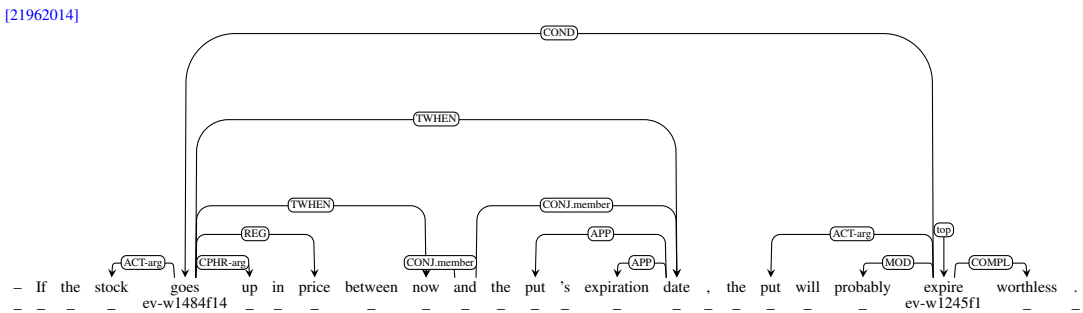 [21962014]
COND
TWHEN
TWHEN CONJ.member
REG APP ACT-arg top
ACT-arg CPHR-arg CONJ.member APP MOD COMPL
– If the stock goes up in price between now and the put 's expiration date , the put will probably expire worthless .
_ _ _ _ ev-w1484f14 _ _ _ _ _ _ _ _ _ _ _ _ _ _ _ _ ev-w1245f1 _ _